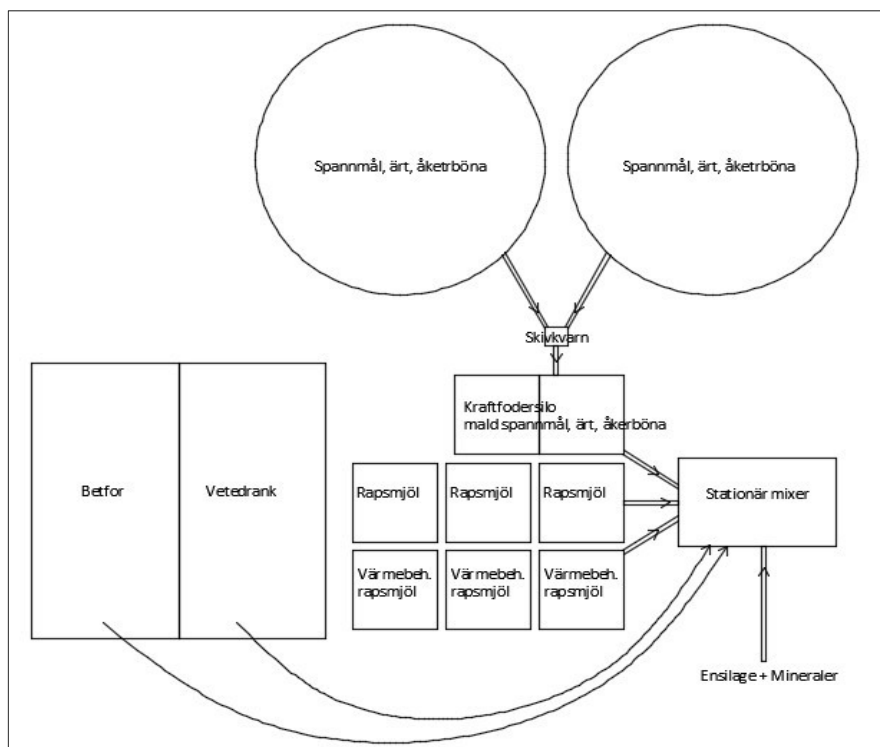 Spannmål, ärt, åketrböna
Spannmål, ärt, åketrböna
Skivkvarn
Kraftfodersilo
mald spannmål, ärt, åkerböna
Betfor
Vetedrank
Rapsmjöl
Rapsmjöl
Rapsmjöl
Stationär mixer
Värmebeh.
rapsmjöl
Värmebeh.
rapsmjöl
Värmebeh.
rapsmjöl
Ensilage + Mineraler